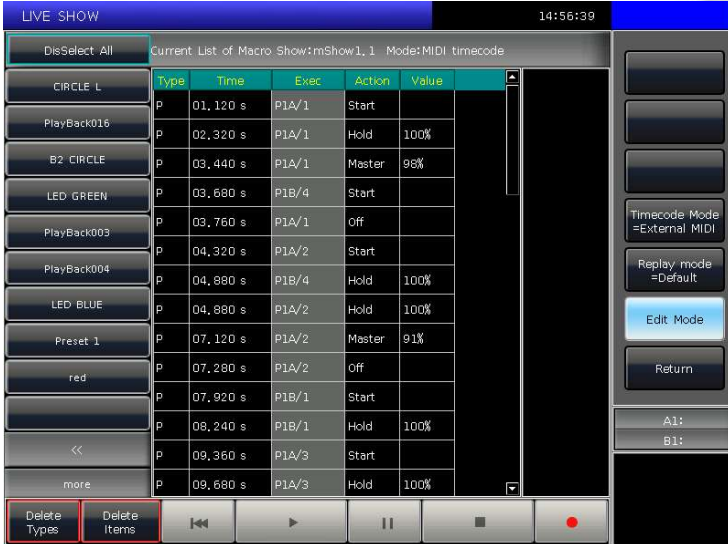 LIVE SHOW
14:56:39
DisSelect All
Current List of Macro Show:mShow1.1 Mode:MIDI timecode
CIRCLE L
PlayBack016
B2 CIRCLE
LED GREEN
PlayBack003
PlayBack004
LED BLUE
Preset 1
red
<<
more
Type Time Exec Action Value
P 01.120 s P1A/1 Start
P 02.320 s P1A/1 Hold 100%
P 03.440 s P1A/1 Master 98%
P 03.680 s P1B/4 Start
P 03.760 s P1A/1 Off
P 04.320 s P1A/2 Start
P 04.880 s P1B/4 Hold 100%
P 04.880 s P1A/2 Hold 100%
P 07.120 s P1A/2 Master 91%
P 07.280 s P1A/2 Off
P 07.920 s P1B/1 Start
P 08.240 s P1B/1 Hold 100%
P 09.360 s P1A/3 Start
P 09.680 s P1A/3 Hold 100%
Timecode Mode
=External MIDI
Replay mode
=Default
Edit Mode
Return
A1:
B1:
Delete
Types
Delete
Items